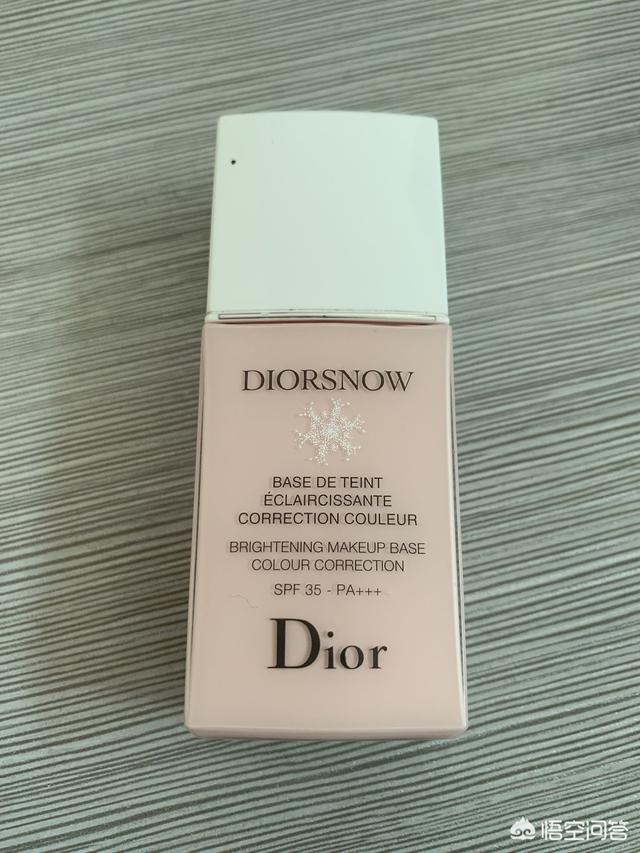 DIORSNOW
BASE DE TEINT
ÉCLAIRCISSANTE
CORRECTION COULEUR
BRIGHTENING MAKEUP BASE
COLOUR CORRECTION
SPF 35 - PA+++
Dior
悟空问答